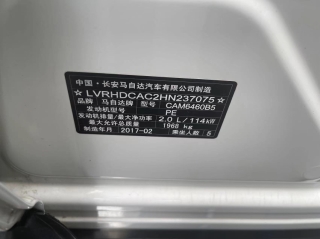 中国·长安马自达汽车有限公司制造
★LVRHDCAC2HN237075★
品牌 马自达牌 型号 CAM6460B5
发动机型号 PE
发动机排量/最大净功率 2.0 L/114kW
最大允许总质量 1968 kg
制造年月 2017-02 乘坐人数 5